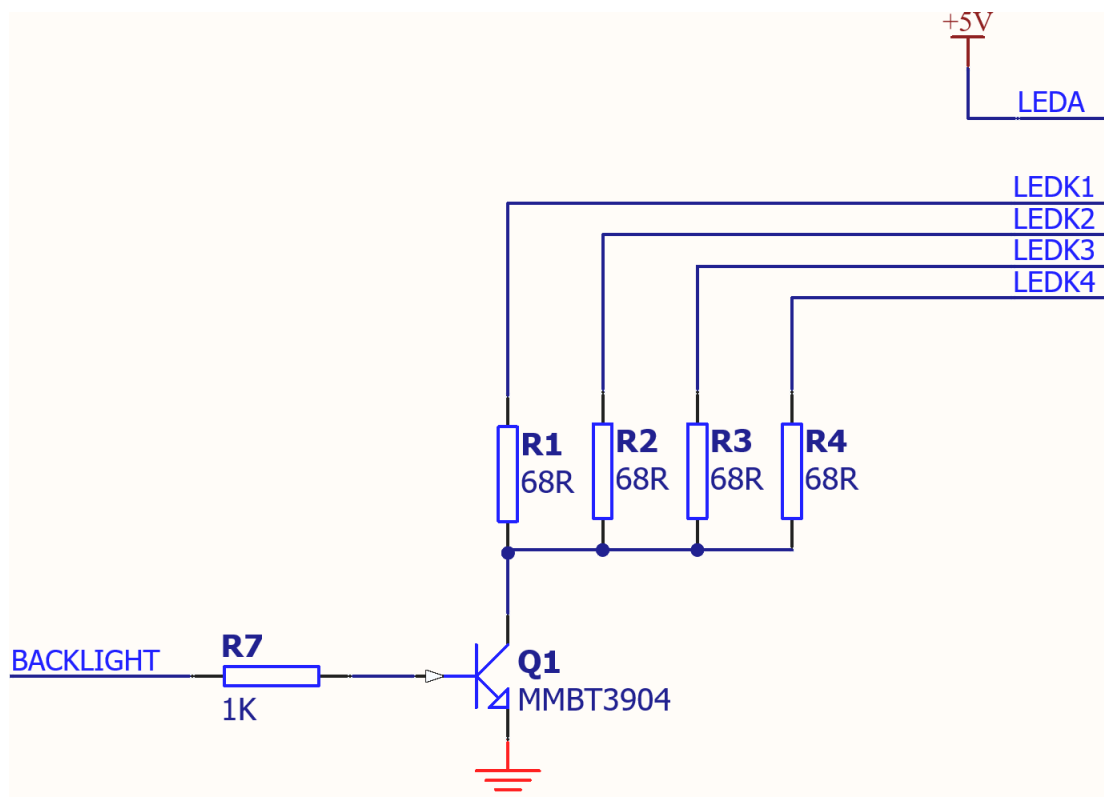 +5V
LEDA
LEDK1
LEDK2
LEDK3
LEDK4
R1
68R
R2
68R
R3
68R
R4
68R
BACKLIGHT
R7
1K
Q1
MMBT3904